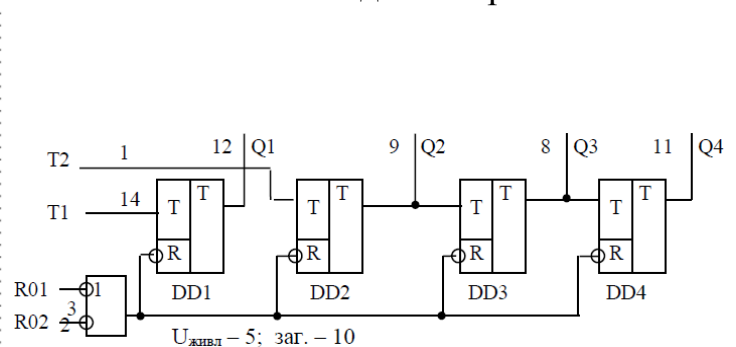 12 Q1 9 Q2 8 Q3 11 Q4
T2 1
T1 14 T T T T T T T T
R R R R
R01 1 DD1 DD2 DD3 DD4
3
R02 2
Uживл – 5; заг. – 10